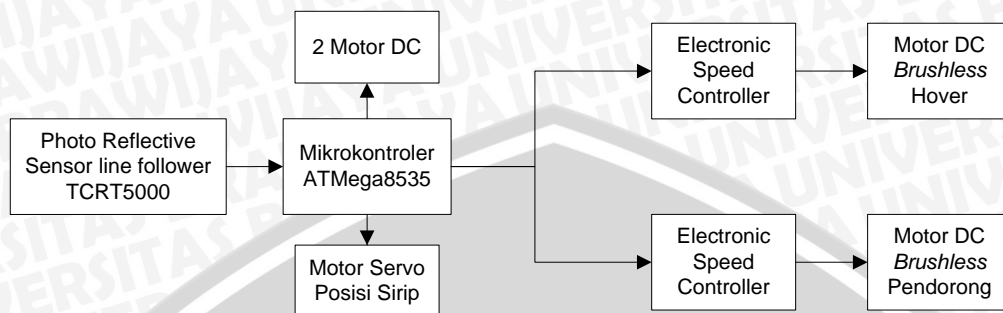 2 Motor DC
Electronic
Speed
Controller
Motor DC
Brushless
Hover
Photo Reflective
Sensor line follower
TCRT5000
Mikrokontroler
ATMega8535
Motor Servo
Posisi Sirip
Electronic
Speed
Controller
Motor DC
Brushless
Pendorong